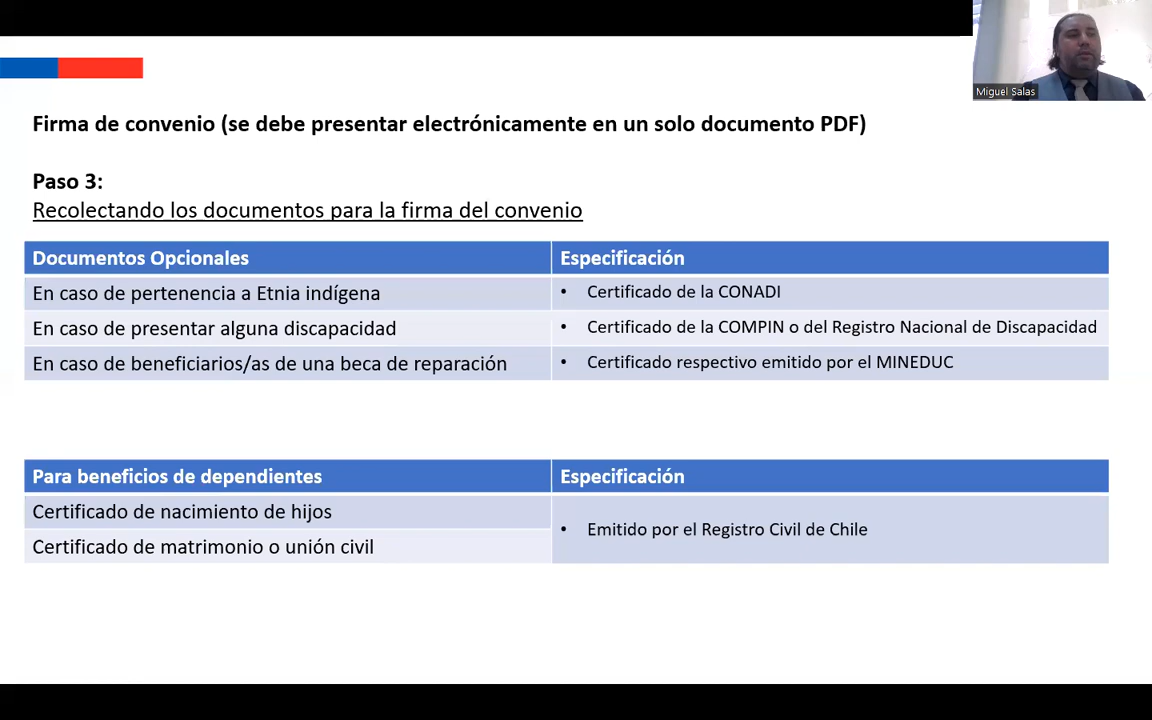 Miguel Salas
Firma de convenio (se debe presentar electrónicamente en un solo documento PDF)
Paso 3:
Recolectando los documentos para la firma del convenio
Documentos Opcionales
Especificación
En caso de pertenencia a Etnia indígena
• Certificado de la CONADI
En caso de presentar alguna discapacidad
• Certificado de la COMPIN o del Registro Nacional de Discapacidad
En caso de beneficiarios/as de una beca de reparación
• Certificado respectivo emitido por el MINEDUC
Para beneficios de dependientes
Especificación
Certificado de nacimiento de hijos
• Emitido por el Registro Civil de Chile
Certificado de matrimonio o unión civil